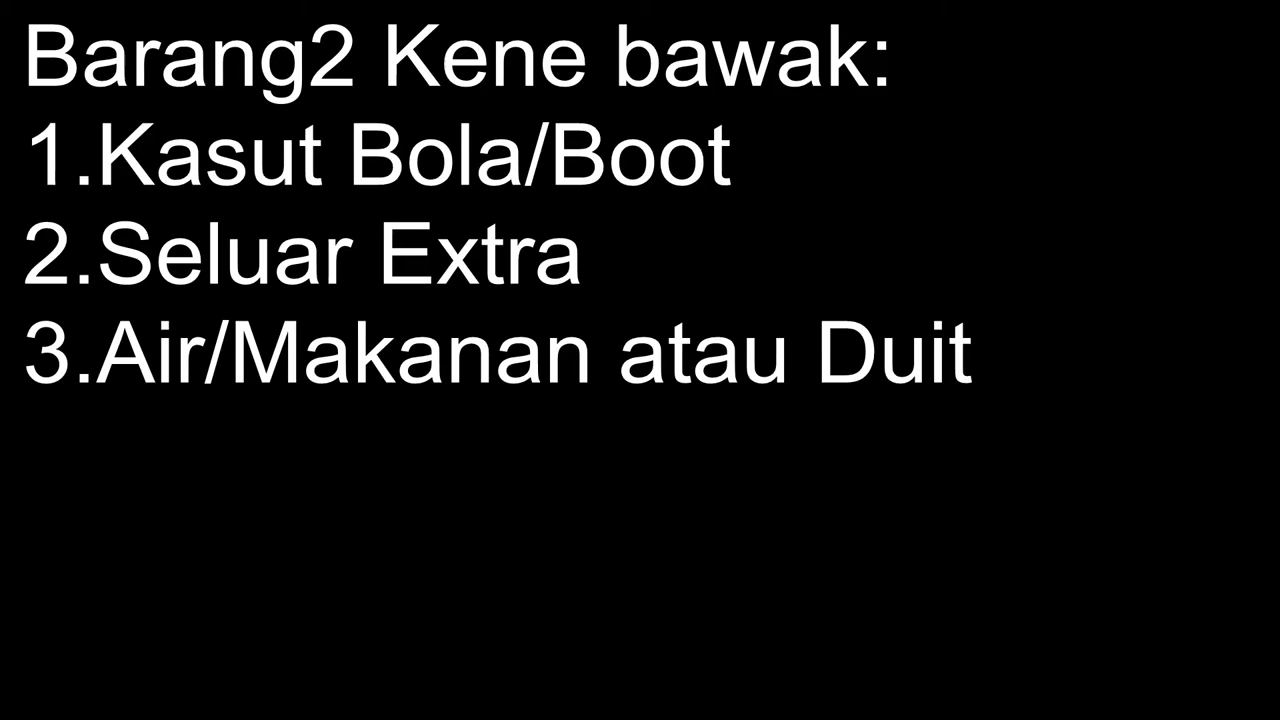 Barang2 Kene bawak:
1.Kasut Bola/Boot
2.Seluar Extra
3.Air/Makanan atau Duit